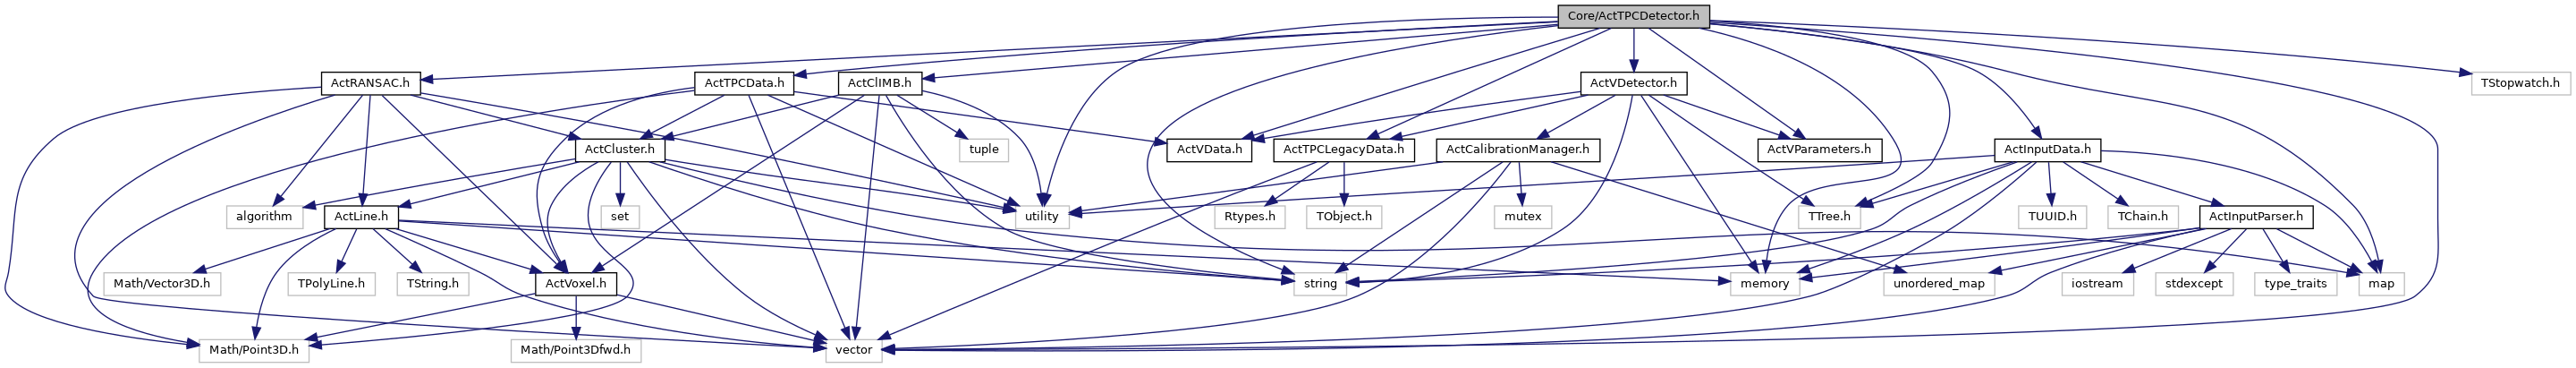 Core/ActTPCDetector.h
ActRANSAC.h
ActTPCData.h
ActClIMB.h
ActVDetector.h
TStopwatch.h
ActCluster.h
tuple
ActVData.h
ActTPCLegacyData.h
ActCalibrationManager.h
ActVParameters.h
ActInputData.h
algorithm
ActLine.h
set
utility
Rtypes.h
TObject.h
mutex
TTree.h
TUUID.h
TChain.h
ActInputParser.h
Math/Vector3D.h
TPolyLine.h
TString.h
ActVoxel.h
string
memory
unordered_map
iostream
stdexcept
type_traits
map
Math/Point3D.h
Math/Point3Dfwd.h
vector